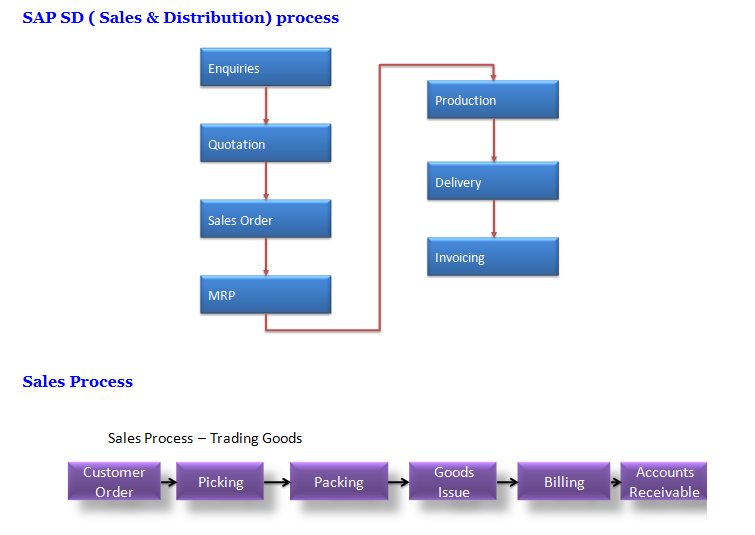 SAP SD ( Sales & Distribution) process
Enquiries
Quotation
Sales Order
MRP
Production
Delivery
Invoicing
Sales Process
Sales Process – Trading Goods
Customer
Order
Picking
Packing
Goods
Issue
Billing
Accounts
Receivable